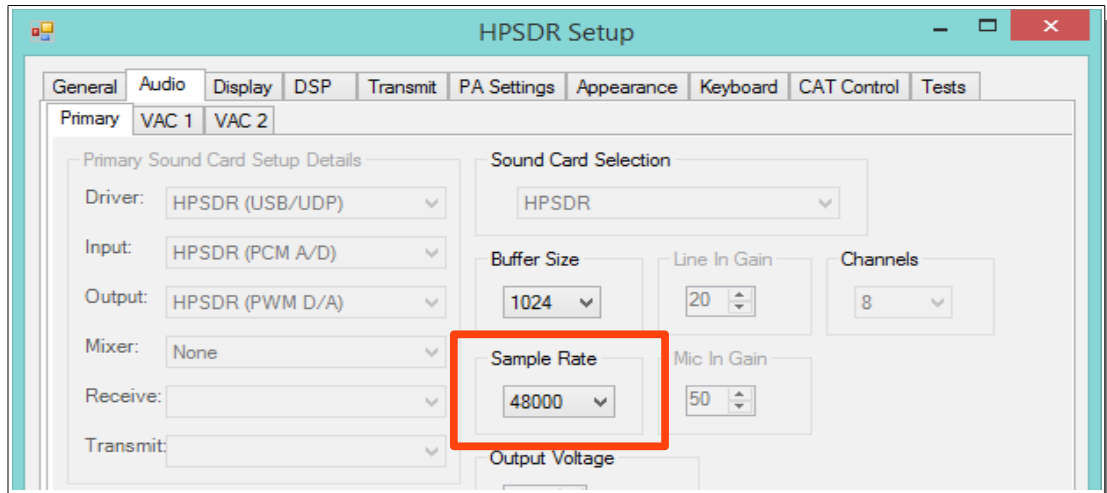 HPSDR Setup
General Audio Display DSP Transmit PA Settings Appearance Keyboard CAT Control Tests
Primary VAC 1 VAC 2
Primary Sound Card Setup Details
Driver: HPSDR (USB/UDP)
Input: HPSDR (PCM A/D)
Output: HPSDR (PWM D/A)
Mixer: None
Receive:
Transmit:
Sound Card Selection
HPSDR
Buffer Size
1024
Line In Gain
20
Channels
8
Sample Rate
48000
Mic In Gain
50
Output Voltage